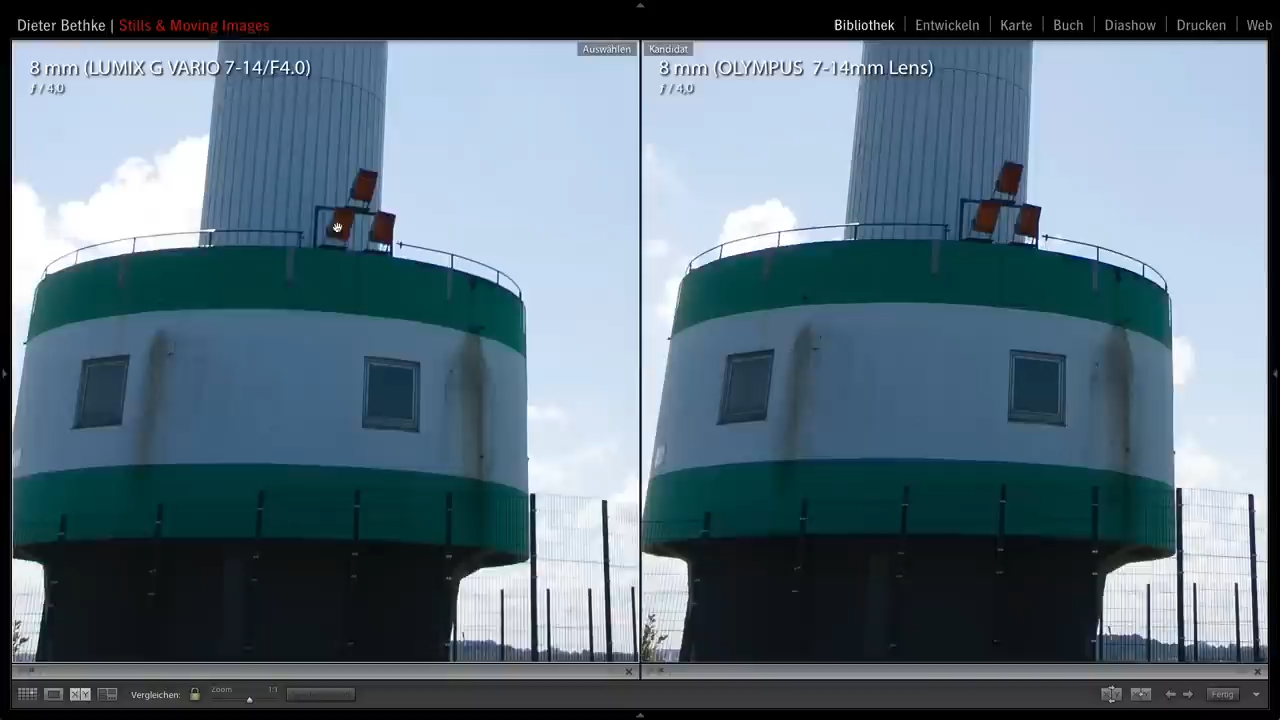 Dieter Bethke | Stills & Moving Images
Bibliothek | Entwickeln | Karte | Buch | Diashow | Drucken | Web
Auswählen
8 mm (LUMIX G VARIO 7-14/F4.0)
ƒ / 4,0
Kandidat
8 mm (OLYMPUS 7-14mm Lens)
ƒ / 4,0
XY
Vergleichen:
Zoom
1:1
Fertig